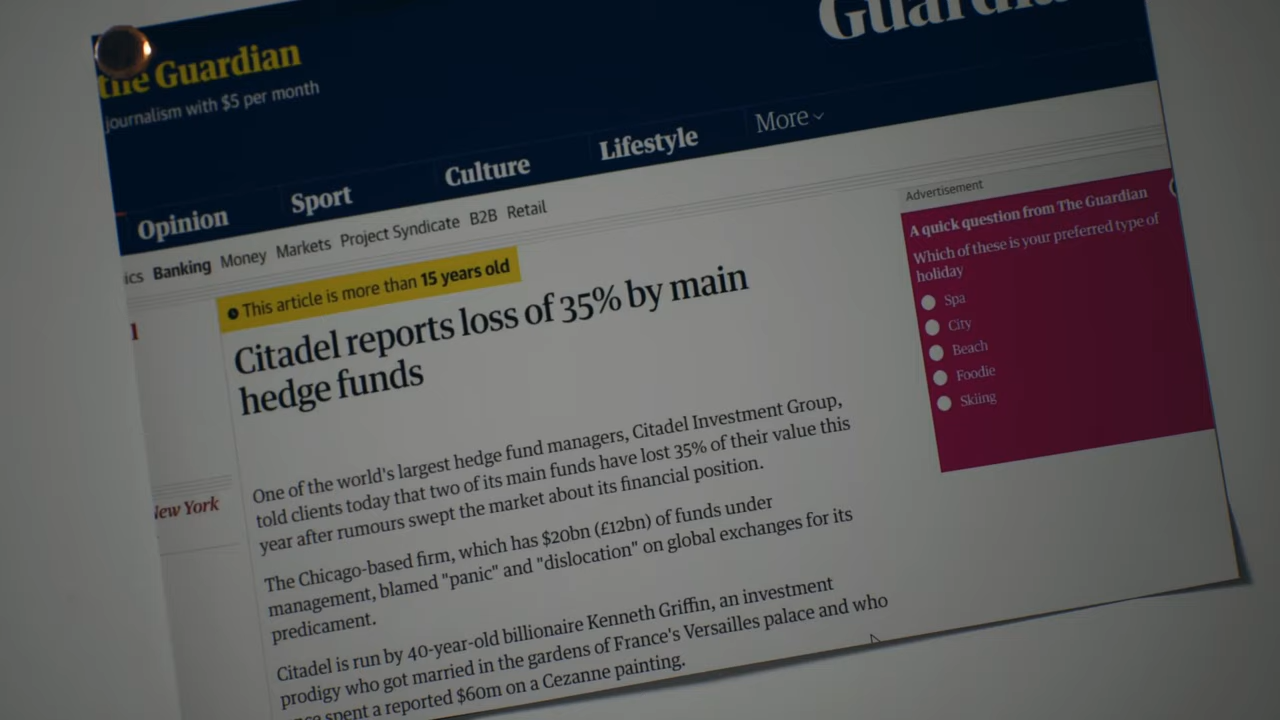 the Guardian
journalism with $5 per month
Opinion
Sport
Culture
Lifestyle
More
Banking Money Markets Project Syndicate B2B Retail
This article is more than 15 years old
Citadel reports loss of 35% by main
hedge funds
One of the world's largest hedge fund managers, Citadel Investment Group,
told clients today that two of its main funds have lost 35% of their value this
year after rumours swept the market about its financial position.
The Chicago-based firm, which has $20bn (£12bn) of funds under
management, blamed "panic" and "dislocation" on global exchanges for its
predicament.
Citadel is run by 40-year-old billionaire Kenneth Griffin, an investment
prodigy who got married in the gardens of France's Versailles palace and who
spent a reported $60m on a Cezanne painting.
New York
Advertisement
A quick question from The Guardian
Which of these is your preferred type of
holiday
Spa
City
Beach
Foodie
Skiing